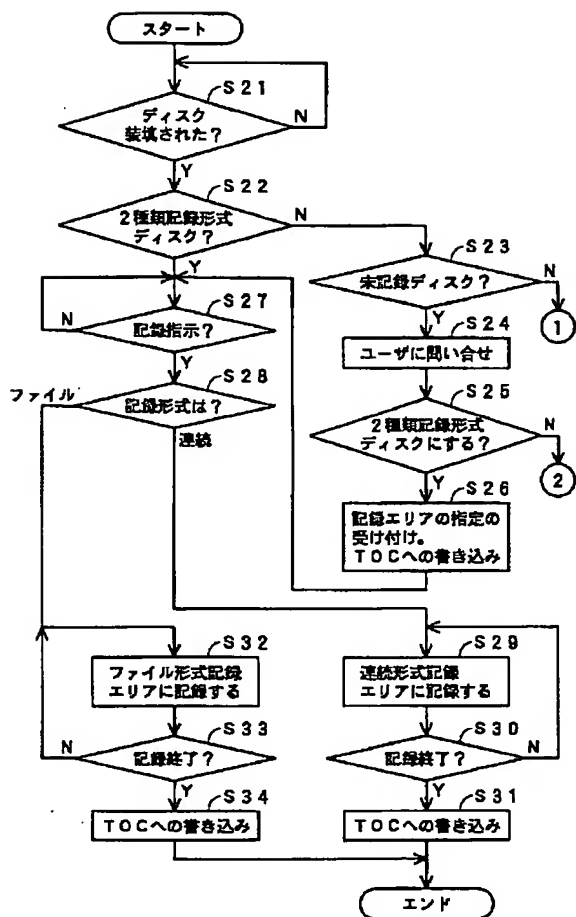 スタート
S21
ディスク
装填された?
N
Y
S22
2種類記録形式
ディスク?
N
Y
S23
未記録ディスク?
N
1
Y
S24
ユーザに問い合せ
S25
2種類記録形式
ディスクにする?
N
2
Y
S26
記録エリアの指定の
受け付け。
TOCへの書き込み
S27
記録指示?
N
Y
S28
記録形式は?
ファイル
連続
S32
ファイル形式記録
エリアに記録する
S33
記録終了?
N
Y
S34
TOCへの書き込み
S29
連続形式記録
エリアに記録する
S30
記録終了?
N
Y
S31
TOCへの書き込み
エンド